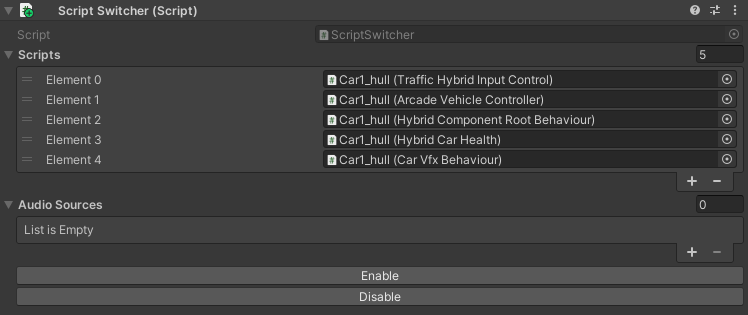 Script Switcher (Script)
Script ScriptSwitcher
Scripts 5
Element 0 Car1_hull (Traffic Hybrid Input Control)
Element 1 Car1_hull (Arcade Vehicle Controller)
Element 2 Car1_hull (Hybrid Component Root Behaviour)
Element 3 Car1_hull (Hybrid Car Health)
Element 4 Car1_hull (Car Vfx Behaviour)
+ −
Audio Sources 0
List is Empty
+ −
Enable
Disable